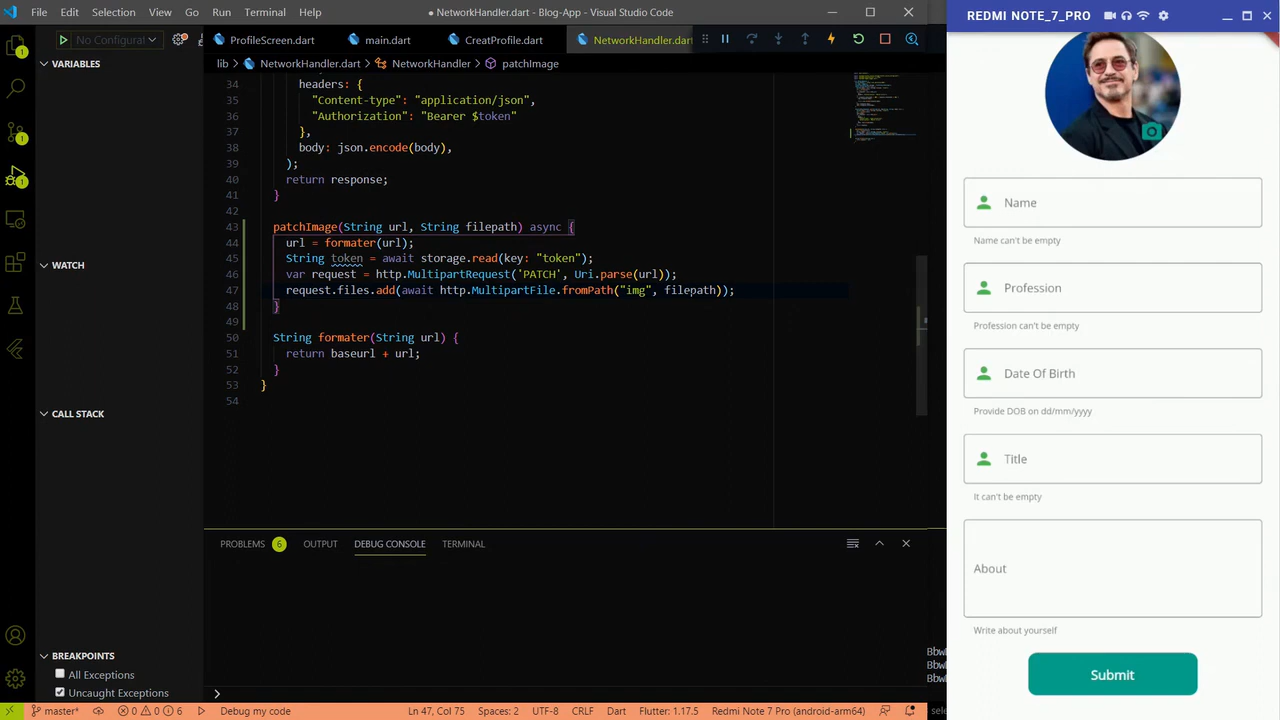 File Edit Selection View Go Run Terminal Help
● NetworkHandler.dart - Blog-App - Visual Studio Code
No Configurat
ProfileScreen.dart
main.dart
CreatProfile.dart
NetworkHandler.dart
lib > NetworkHandler.dart > NetworkHandler > patchImage
VARIABLES
WATCH
CALL STACK
BREAKPOINTS
All Exceptions
Uncaught Exceptions
34 headers: {
35 "Content-type": "application/json",
36 "Authorization": "Bearer $token"
37 },
38 body: json.encode(body),
39 );
40 return response;
41 }
42
43 patchImage(String url, String filepath) async {
44 url = formater(url);
45 String token = await storage.read(key: "token");
46 var request = http.MultipartRequest('PATCH', Uri.parse(url));
47 request.files.add(await http.MultipartFile.fromPath("img", filepath));
48 }
49
50 String formater(String url) {
51 return baseurl + url;
52 }
53 }
54
PROBLEMS 6 OUTPUT DEBUG CONSOLE TERMINAL
master* 0 0 6 Debug my code Ln 47, Col 75 Spaces: 2 UTF-8 CRLF Dart Flutter: 1.17.5 Redmi Note 7 Pro (android-arm64)
REDMI NOTE_7_PRO
Name
Name can't be empty
Profession
Profession can't be empty
Date Of Birth
Provide DOB on dd/mm/yyyy
Title
It can't be empty
About
Write about yourself
Submit